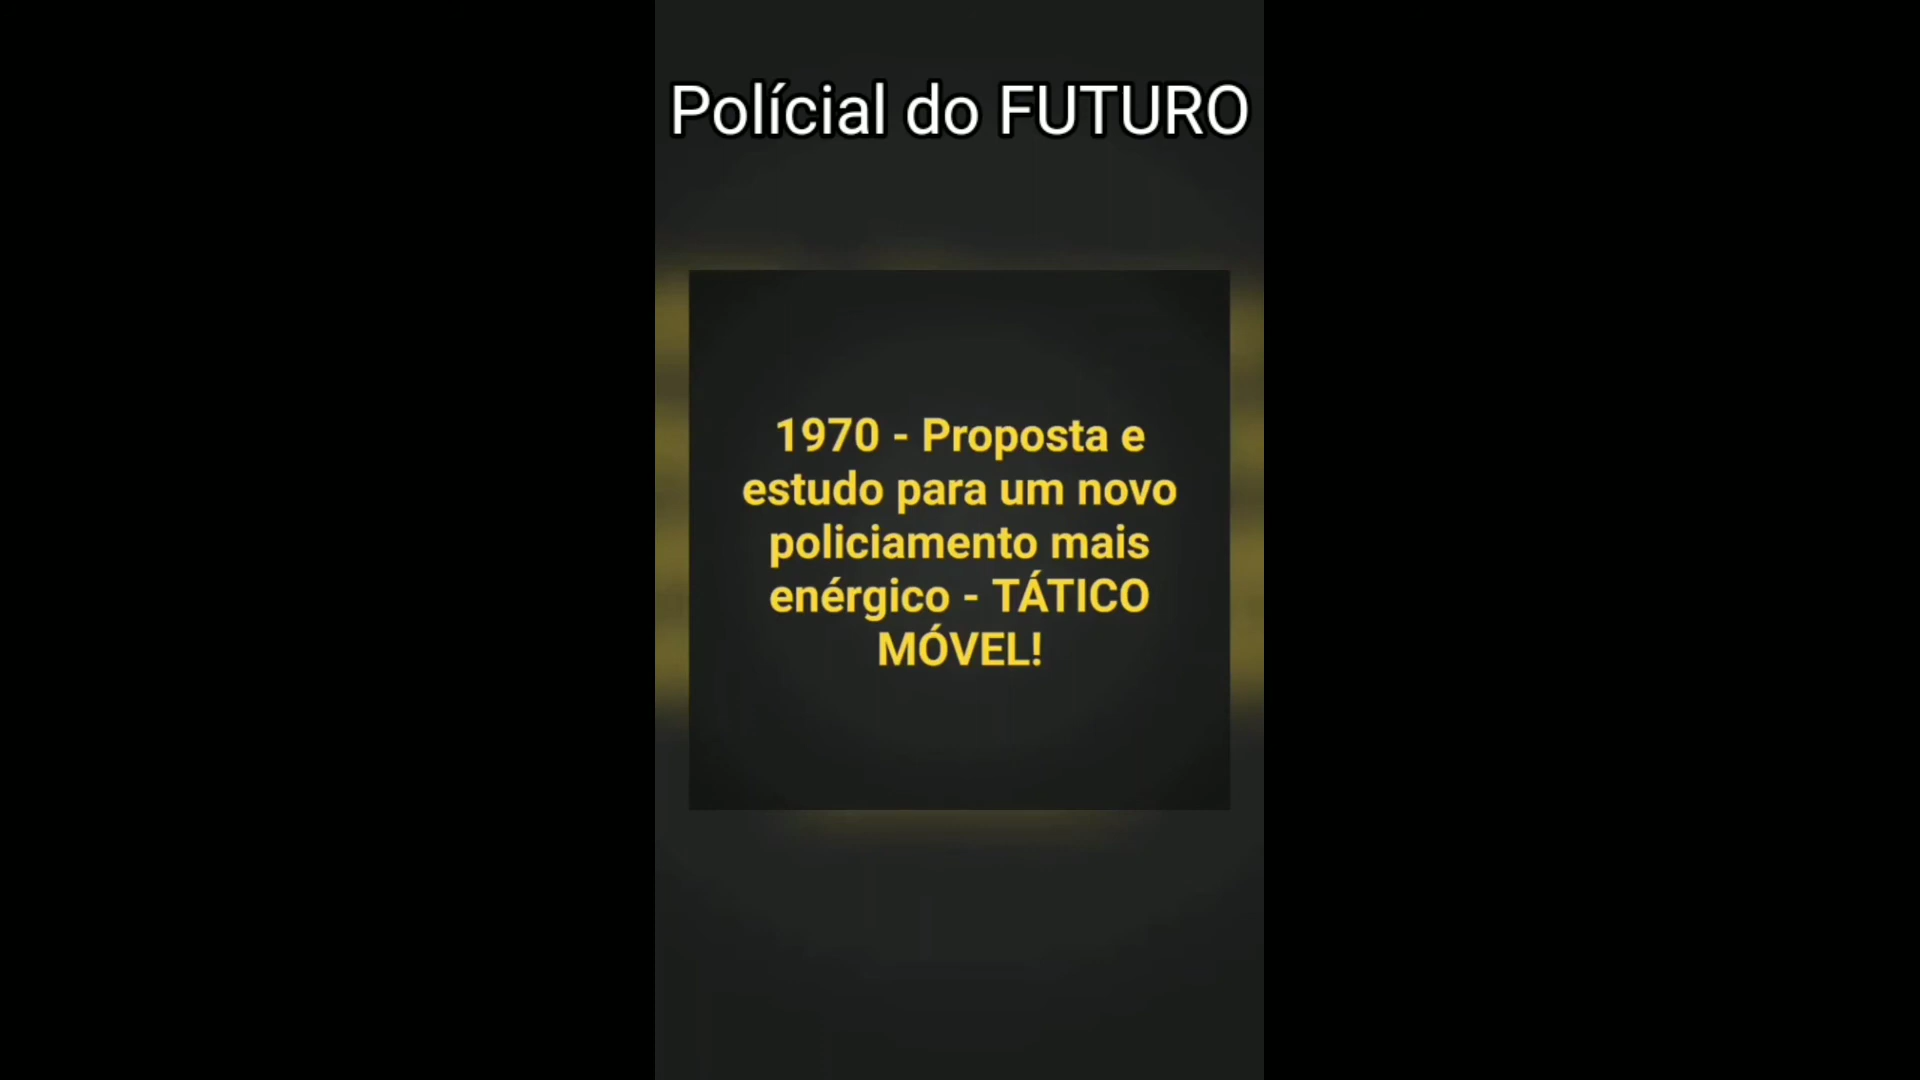 Polícial do FUTURO
1970 - Proposta e
estudo para um novo
policiamento mais
enérgico - TÁTICO
MÓVEL!